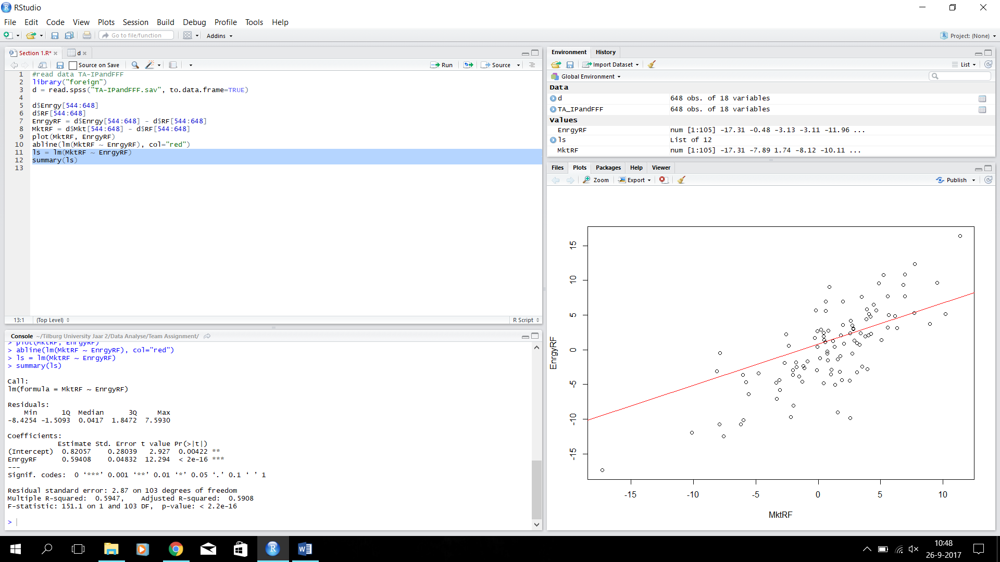 RStudio
File Edit Code View Plots Session Build Debug Profile Tools Help
Go to file/function Addins Project: (None)
Section 1.R* d
Source on Save Run Source
1 #read data TA-IPandFFF
2 library("foreign")
3 d = read.spss("TA-IPandFFF.sav", to.data.frame=TRUE)
4
5 d$Enrgy[544:648]
6 d$RF[544:648]
7 EnrgyRF = d$Enrgy[544:648] - d$RF[544:648]
8 MktRF = d$Mkt[544:648] - d$RF[544:648]
9 plot(MktRF, EnrgyRF)
10 abline(lm(MktRF ~ EnrgyRF), col="red")
11 ls = lm(MktRF ~ EnrgyRF)
12 summary(ls)
13
13:1 (Top Level) R Script
Console ~/Tilburg University Jaar 2/Data Analyse/Team Assignment/
> plot(MktRF, EnrgyRF)
> abline(lm(MktRF ~ EnrgyRF), col="red")
> ls = lm(MktRF ~ EnrgyRF)
> summary(ls)
Call:
lm(formula = MktRF ~ EnrgyRF)
Residuals:
Min 1Q Median 3Q Max
-8.4254 -1.5093 0.0417 1.8472 7.5930
Coefficients:
Estimate Std. Error t value Pr(>|t|)
(Intercept) 0.82057 0.28039 2.927 0.00422 **
EnrgyRF 0.59408 0.04832 12.294 < 2e-16 ***
---
Signif. codes: 0 ‘***’ 0.001 ‘**’ 0.01 ‘*’ 0.05 ‘.’ 0.1 ‘ ’ 1
Residual standard error: 2.87 on 103 degrees of freedom
Multiple R-squared: 0.5947, Adjusted R-squared: 0.5908
F-statistic: 151.1 on 1 and 103 DF, p-value: < 2.2e-16
>
Environment History
Import Dataset List
Global Environment
Data
d 648 obs. of 18 variables
TA_IPandFFF 648 obs. of 18 variables
Values
EnrgyRF num [1:105] -17.31 -0.48 -3.13 -3.11 -11.96 ...
ls List of 12
MktRF num [1:105] -17.31 -7.89 1.74 -8.12 -10.11 ...
Files Plots Packages Help Viewer
Zoom Export Publish
15
10
5
0
-5
-10
-15
EnrgyRF
-15 -10 -5 0 5 10
MktRF
10:48
26-9-2017